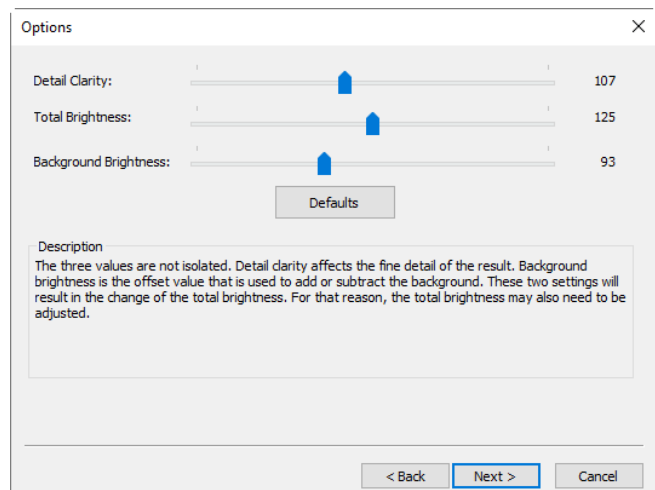 Options
Detail Clarity: 107
Total Brightness: 125
Background Brightness: 93
Defaults
Description
The three values are not isolated. Detail clarity affects the fine detail of the result. Background
brightness is the offset value that is used to add or subtract the background. These two settings will
result in the change of the total brightness. For that reason, the total brightness may also need to be
adjusted.
< Back Next > Cancel